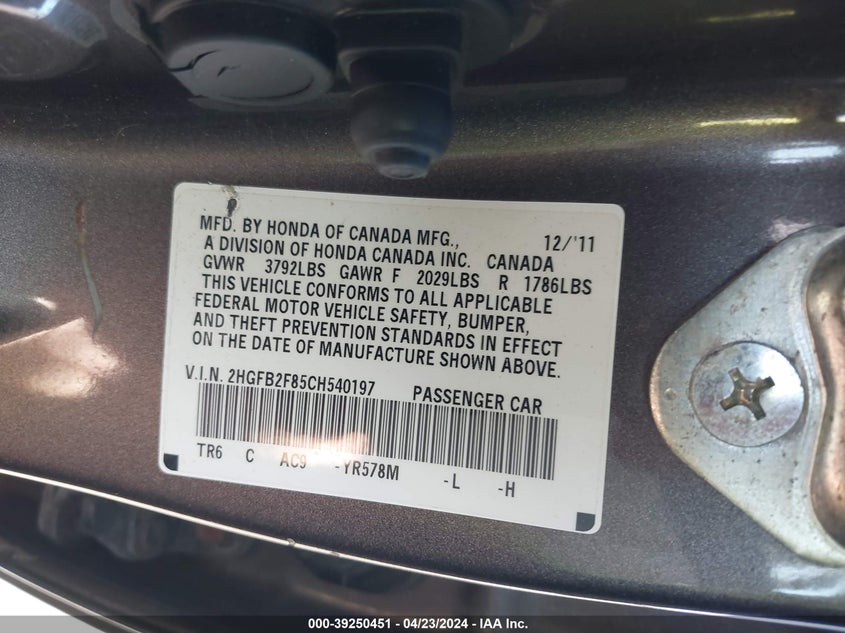 MFD. BY HONDA OF CANADA MFG., 12/'11
A DIVISION OF HONDA CANADA INC. CANADA
GVWR 3792LBS GAWR F 2029LBS R 1786LBS
THIS VEHICLE CONFORMS TO ALL APPLICABLE
FEDERAL MOTOR VEHICLE SAFETY, BUMPER,
AND THEFT PREVENTION STANDARDS IN EFFECT
ON THE DATE OF MANUFACTURE SHOWN ABOVE.
V.I.N. 2HGFB2F85CH540197 PASSENGER CAR
TR6 C AC9 -YR578M -L -H
000-39250451 - 04/23/2024 - IAA Inc.